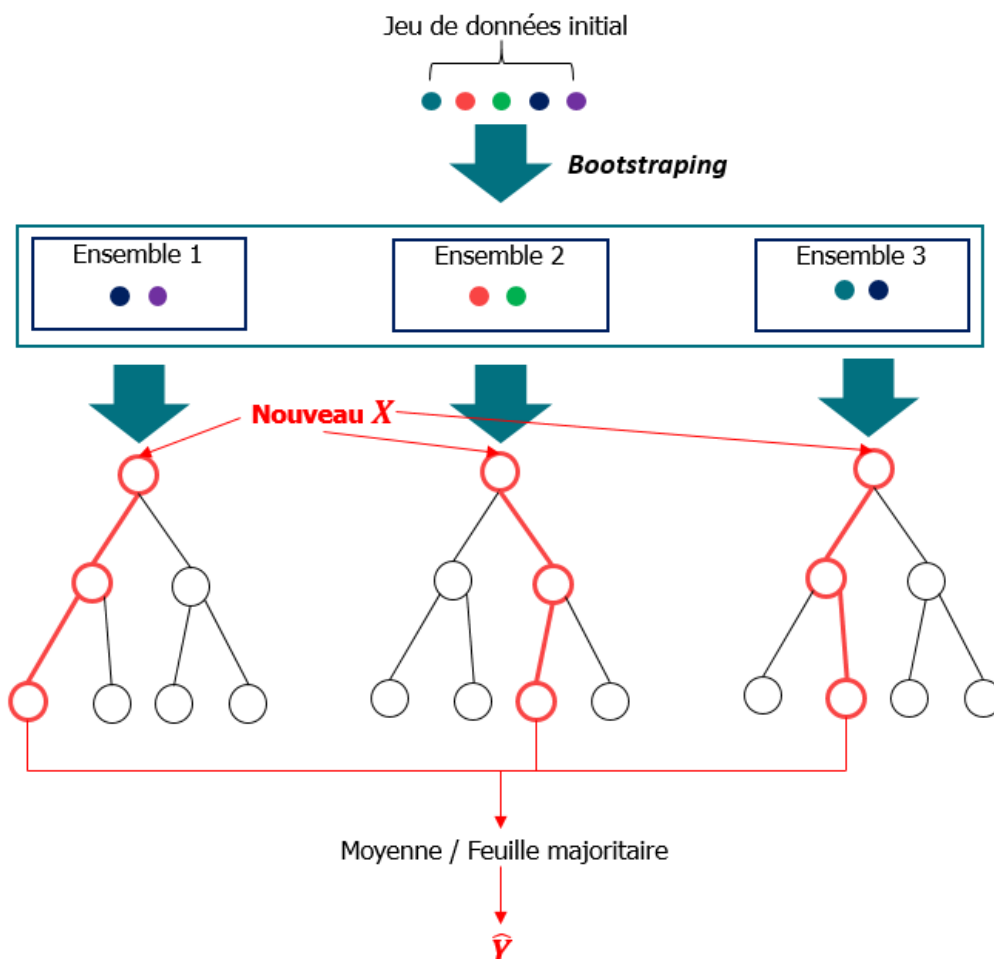 Jeu de données initial
Bootstraping
Ensemble 1
Ensemble 2
Ensemble 3
Nouveau X
Moyenne / Feuille majoritaire
Ŷ